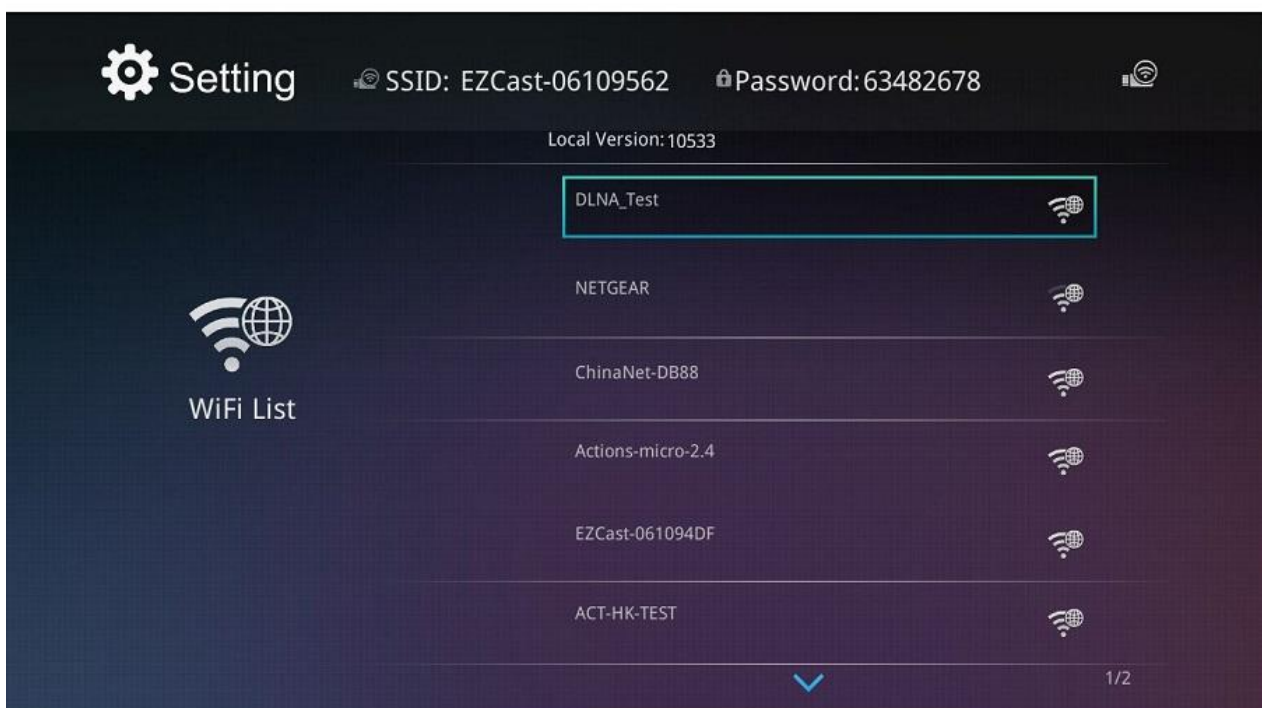 Setting SSID: EZCast-06109562 Password:63482678
Local Version:10533
DLNA_Test
NETGEAR
WiFi List
ChinaNet-DB88
Actions-micro-2.4
EZCast-061094DF
ACT-HK-TEST
1/2